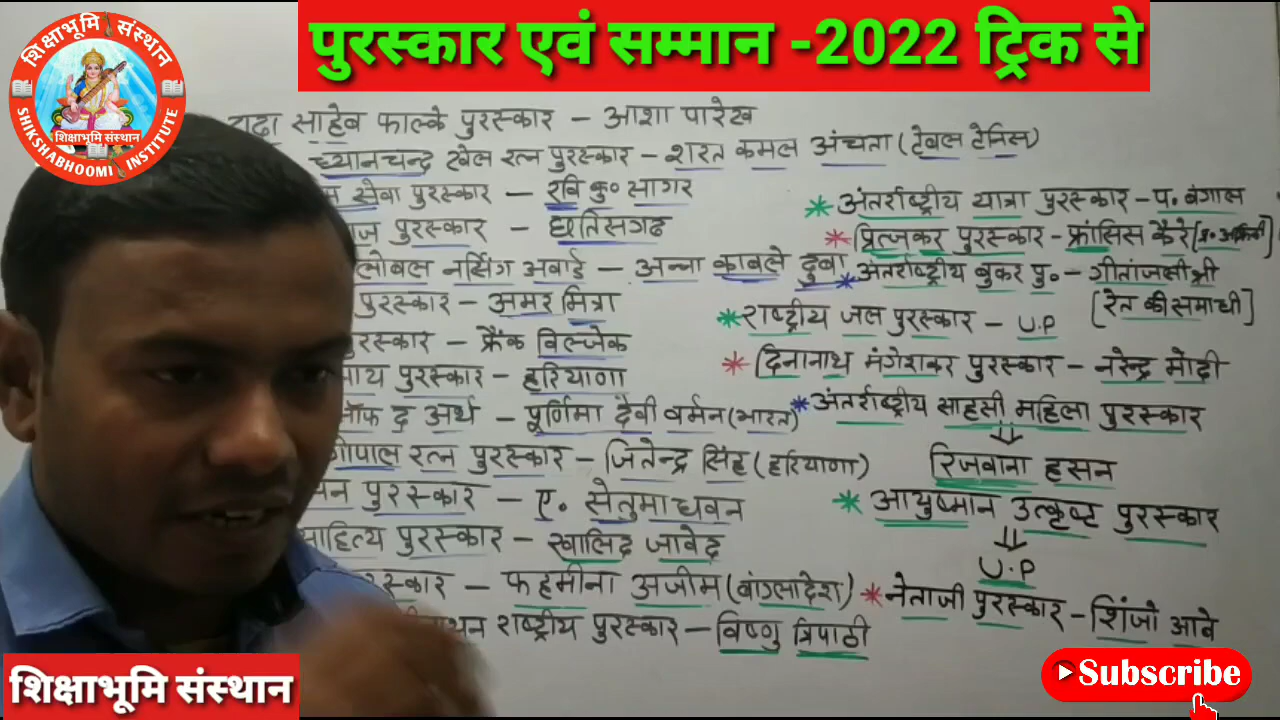 शिक्षाभूमि संस्थान
शिक्षाभूमि संस्थान
SHIKSHABHOOMI INSTITUTE
पुरस्कार एवं सम्मान -2022 ट्रिक से
साहेब फाल्के पुरस्कार - आशा पारेख
ध्यानचन्द्र खेल रत्न पुरस्कार - शरत कमल अंचता (टेबल टेनिस)
सेवा पुरस्कार - रवि कु० सागर
पुरस्कार - छतिसगढ
लोबल नर्सिंग अवार्ड - अन्ना काबले दुबा
पुरस्कार - अमर मित्रा
पुरस्कार - फ्रैंक विल्जेक
पुरस्कार - हरियाणा
ऑफ द अर्थ - पूर्णिमा दैवी बर्मन (भारत)
गोपाल रत्न पुरस्कार - जितेन्द्र सिंह (हरियाणा)
पुरस्कार - ए. सेतुमाधवन
साहित्य पुरस्कार - खालिद जावेद
रस्कार - फहमीना अजीम (बांग्लादेश)
राष्ट्रीय पुरस्कार - विष्णु त्रिपाठी
* अंतर्राष्ट्रीय यात्रा पुरस्कार - प. बंगाल
* प्रित्जकर पुरस्कार - फ्रांसिस कैरे
* अंतर्राष्ट्रीय बुकर पु. - गीतांजली श्री
[रेत की समाधी]
* राष्ट्रीय जल पुरस्कार - U.P
* दिनानाथ मंगेशकर पुरस्कार - नरेन्द्र मोदी
* अंतर्राष्ट्रीय साहसी महिला पुरस्कार
⇓
रिजवाना हसन
* आयुष्मान उत्कृष्ट पुरस्कार
⇓
U.P
* नेताजी पुरस्कार - शिंजो आबे
शिक्षाभूमि संस्थान
Subscribe